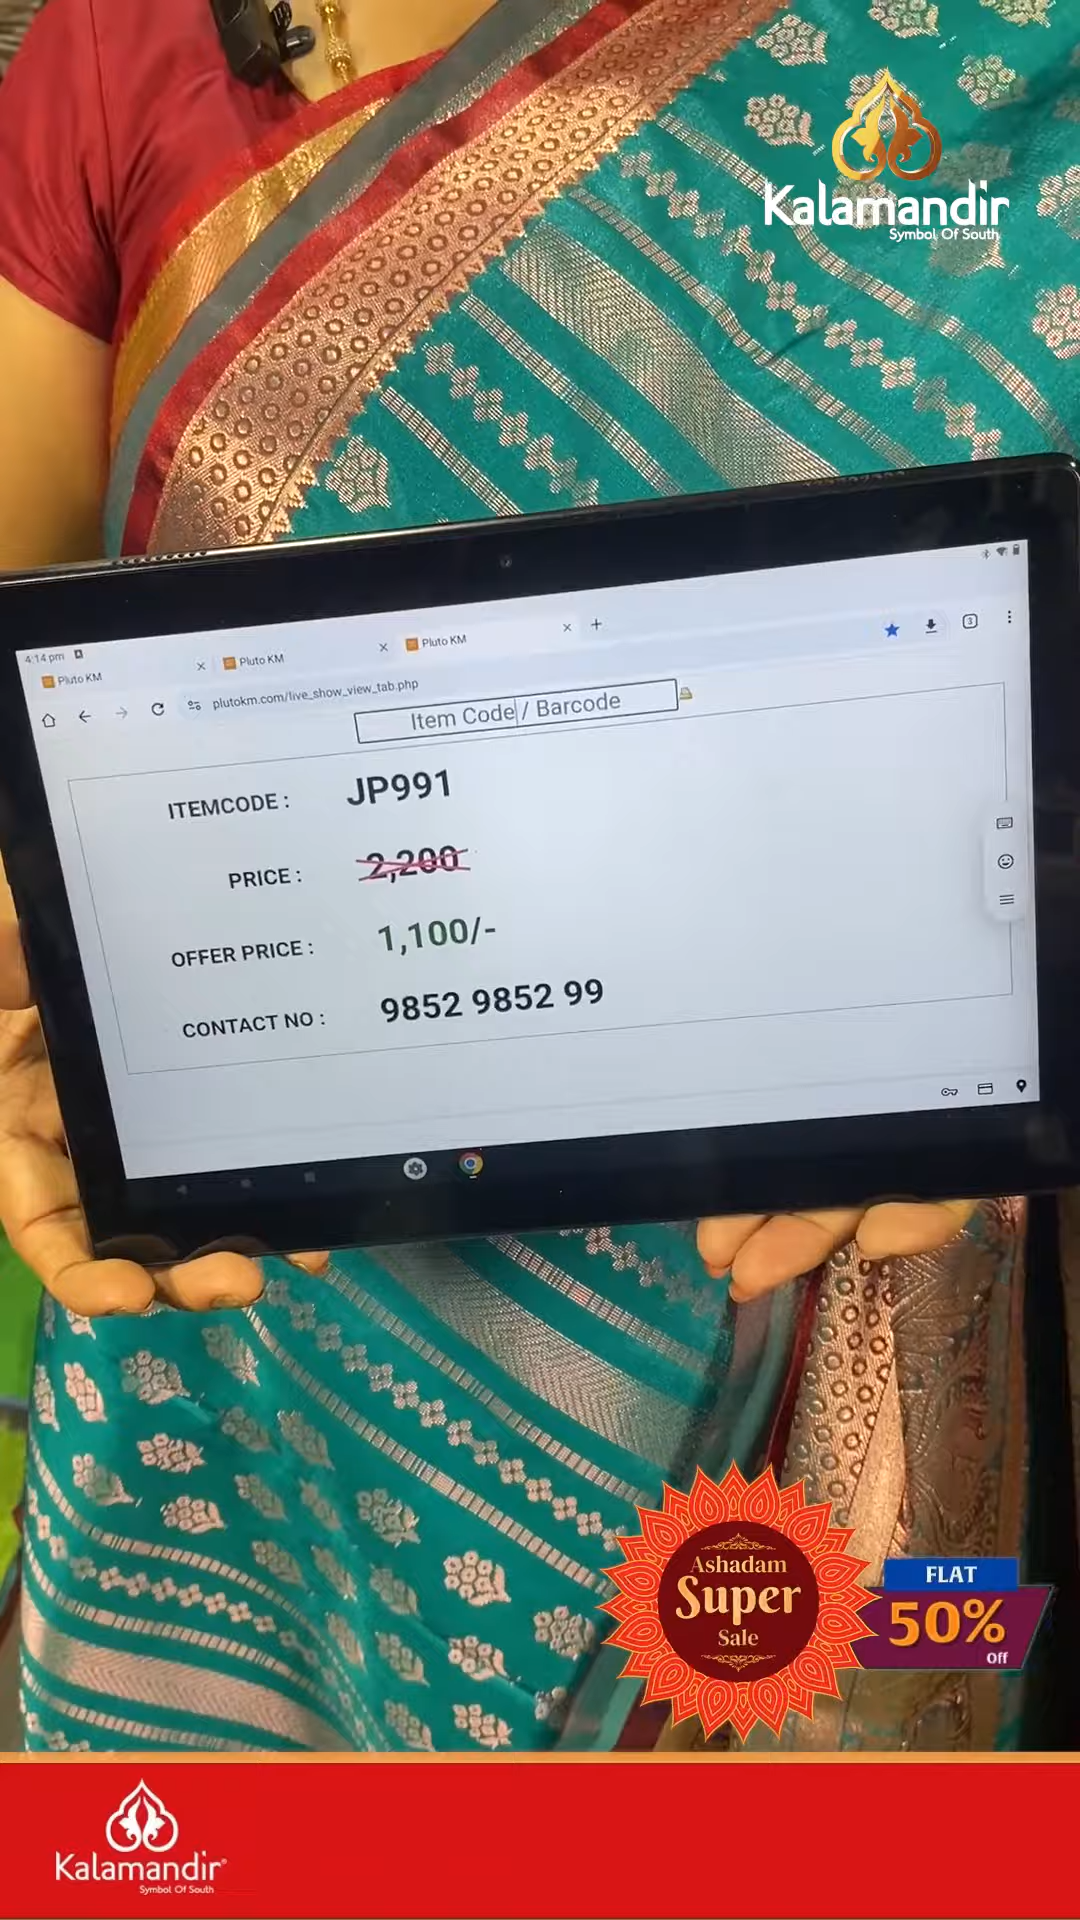 Kalamandir
Symbol Of South
4:14 pm
Pluto KM
Pluto KM
Pluto KM
3
plutokm.com/live_show_view_tab.php
Item Code / Barcode
ITEMCODE : JP991
PRICE : 2,200
OFFER PRICE : 1,100/-
CONTACT NO : 9852 9852 99
Ashadam
Super
Sale
FLAT
50%
Off
Kalamandir
Symbol Of South